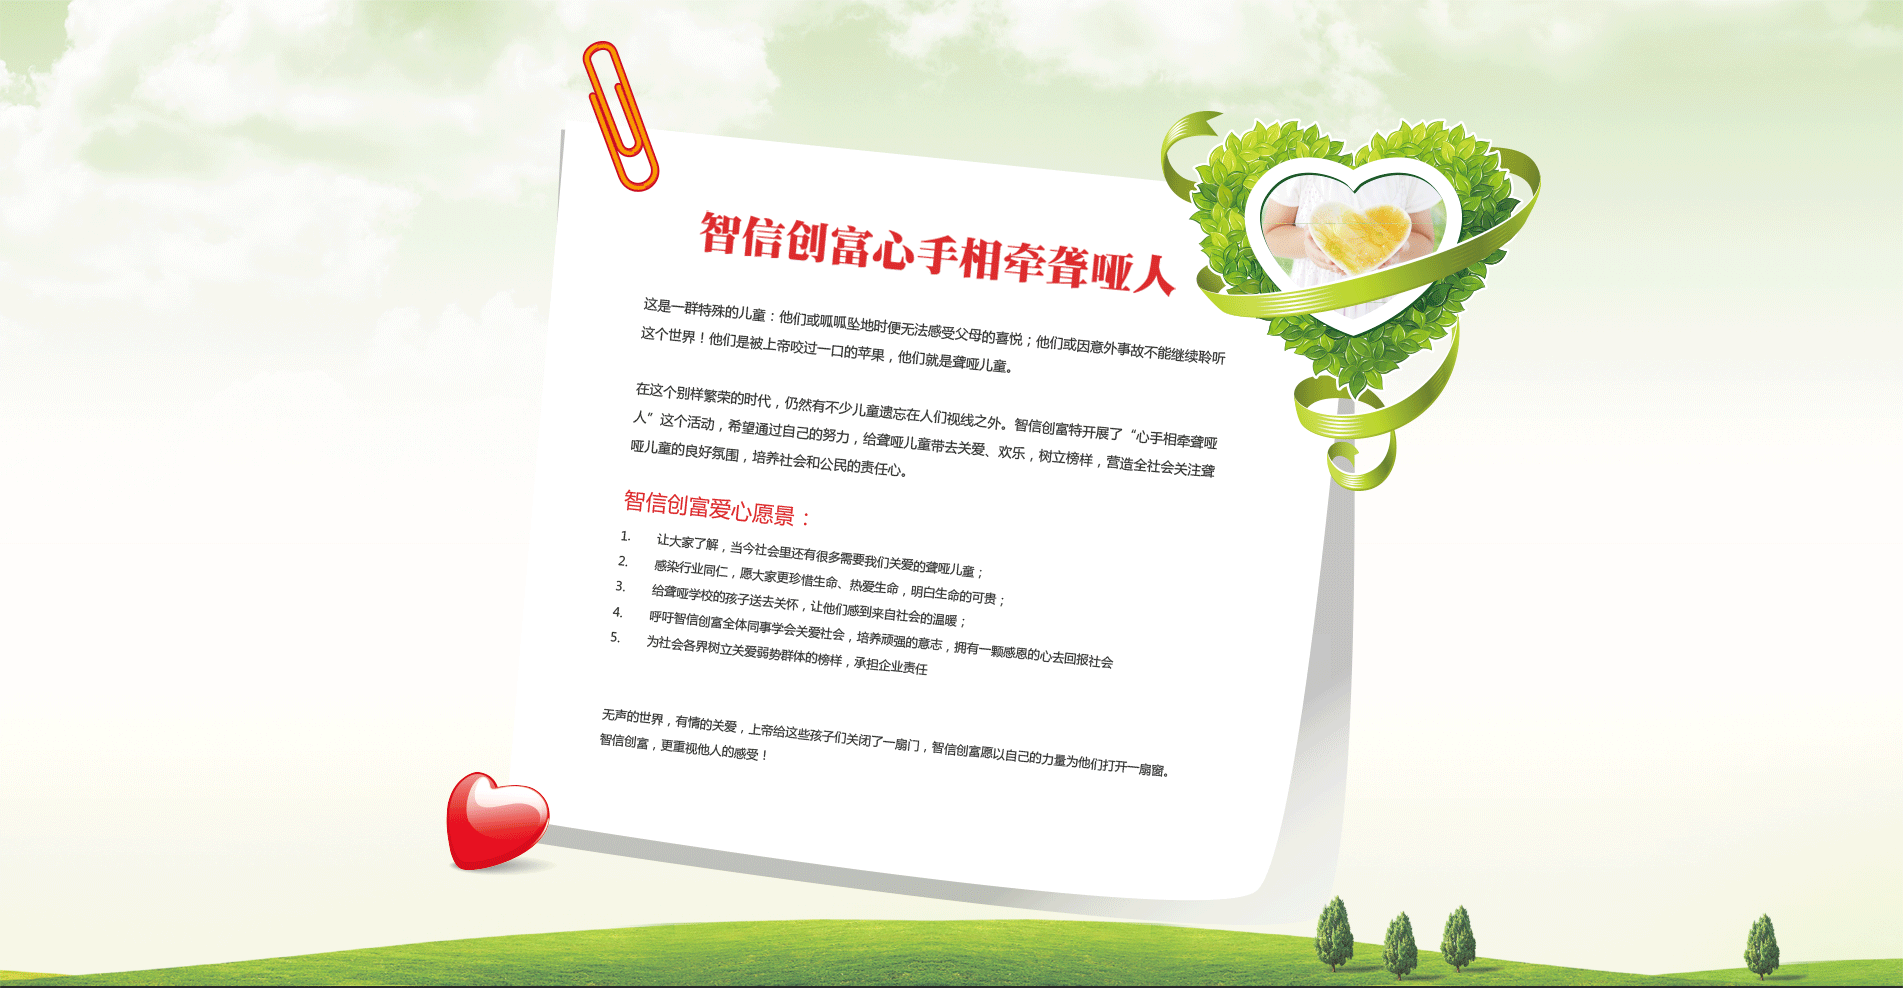 智信创富心手相牵聋哑人
这是一群特殊的儿童：他们或呱呱坠地时便无法感受父母的喜悦；他们或因意外事故不能继续聆听
这个世界！他们是被上帝咬过一口的苹果，他们就是聋哑儿童。
在这个别样繁荣的时代，仍然有不少儿童遗忘在人们视线之外。智信创富特开展了“心手相牵聋哑
人”这个活动，希望通过自己的努力，给聋哑儿童带去关爱、欢乐，树立榜样，营造全社会关注聋
哑儿童的良好氛围，培养社会和公民的责任心。
智信创富爱心愿景：
1. 让大家了解，当今社会里还有很多需要我们关爱的聋哑儿童；
2. 感染行业同仁，愿大家更珍惜生命、热爱生命，明白生命的可贵；
3. 给聋哑学校的孩子送去关怀，让他们感到来自社会的温暖；
4. 呼吁智信创富全体同事学会关爱社会，培养顽强的意志，拥有一颗感恩的心去回报社会
5. 为社会各界树立关爱弱势群体的榜样，承担企业责任
无声的世界，有情的关爱，上帝给这些孩子们关闭了一扇门，智信创富愿以自己的力量为他们打开一扇窗。
智信创富，更重视他人的感受！